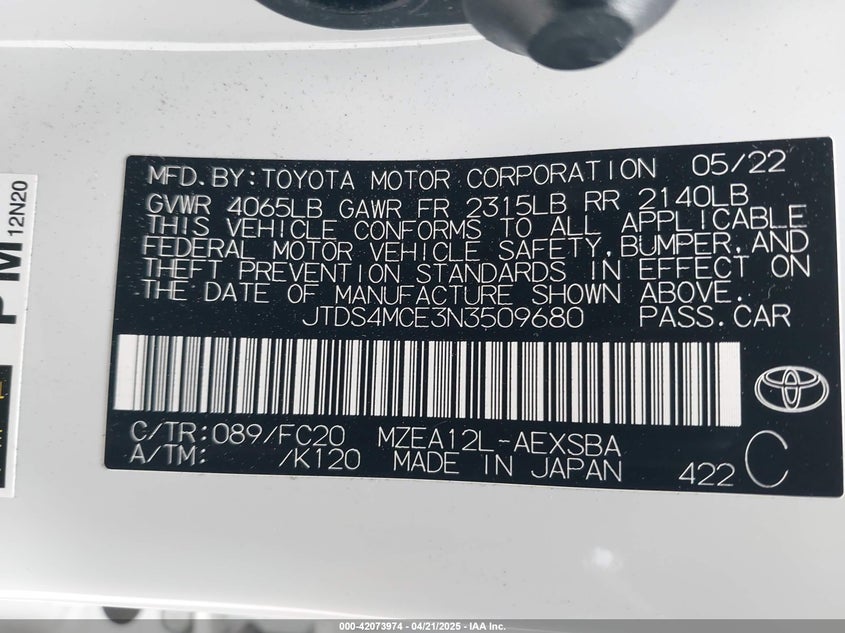 MFD.BY:TOYOTA MOTOR CORPORATION 05/22
GVWR 4065LB GAWR FR 2315LB RR 2140LB
THIS VEHICLE CONFORMS TO ALL APPLICABLE
FEDERAL MOTOR VEHICLE SAFETY,BUMPER,AND
THEFT PREVENTION STANDARDS IN EFFECT ON
THE DATE OF MANUFACTURE SHOWN ABOVE.
JTDS4MCE3N3509680 PASS.CAR
C/TR:089/FC20 MZEA12L-AEXSBA
A/TM: /K120 MADE IN JAPAN 422 C
PM 12N20
000-42073974 - 04/21/2025 - IAA Inc.